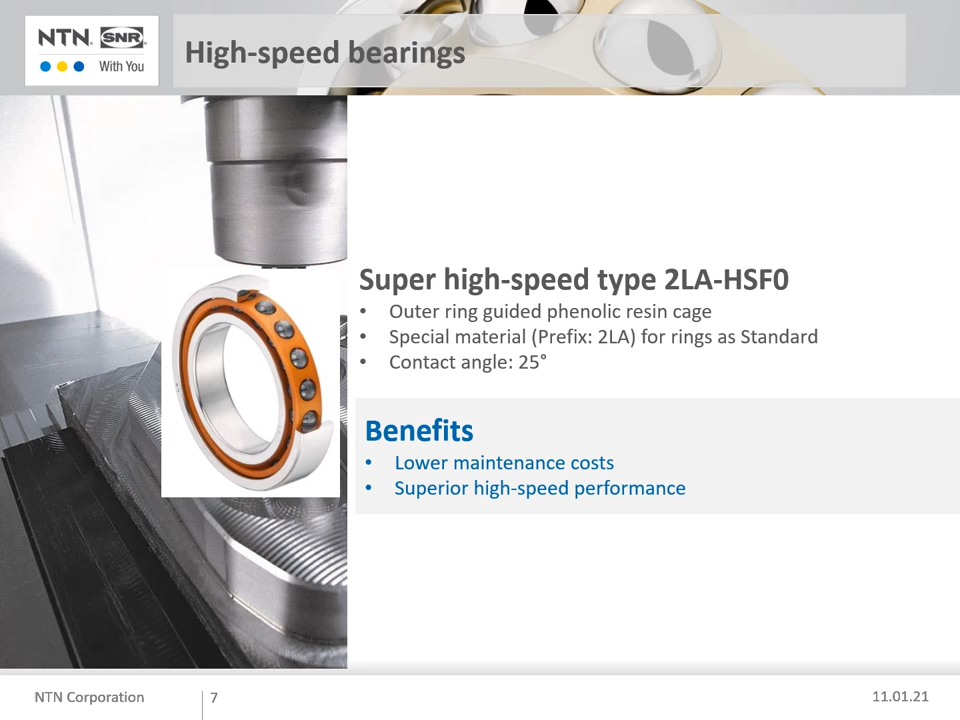 NTN. SNR.
With You
High-speed bearings
Super high-speed type 2LA-HSF0
• Outer ring guided phenolic resin cage
• Special material (Prefix: 2LA) for rings as Standard
• Contact angle: 25°
Benefits
• Lower maintenance costs
• Superior high-speed performance
NTN Corporation
7
11.01.21